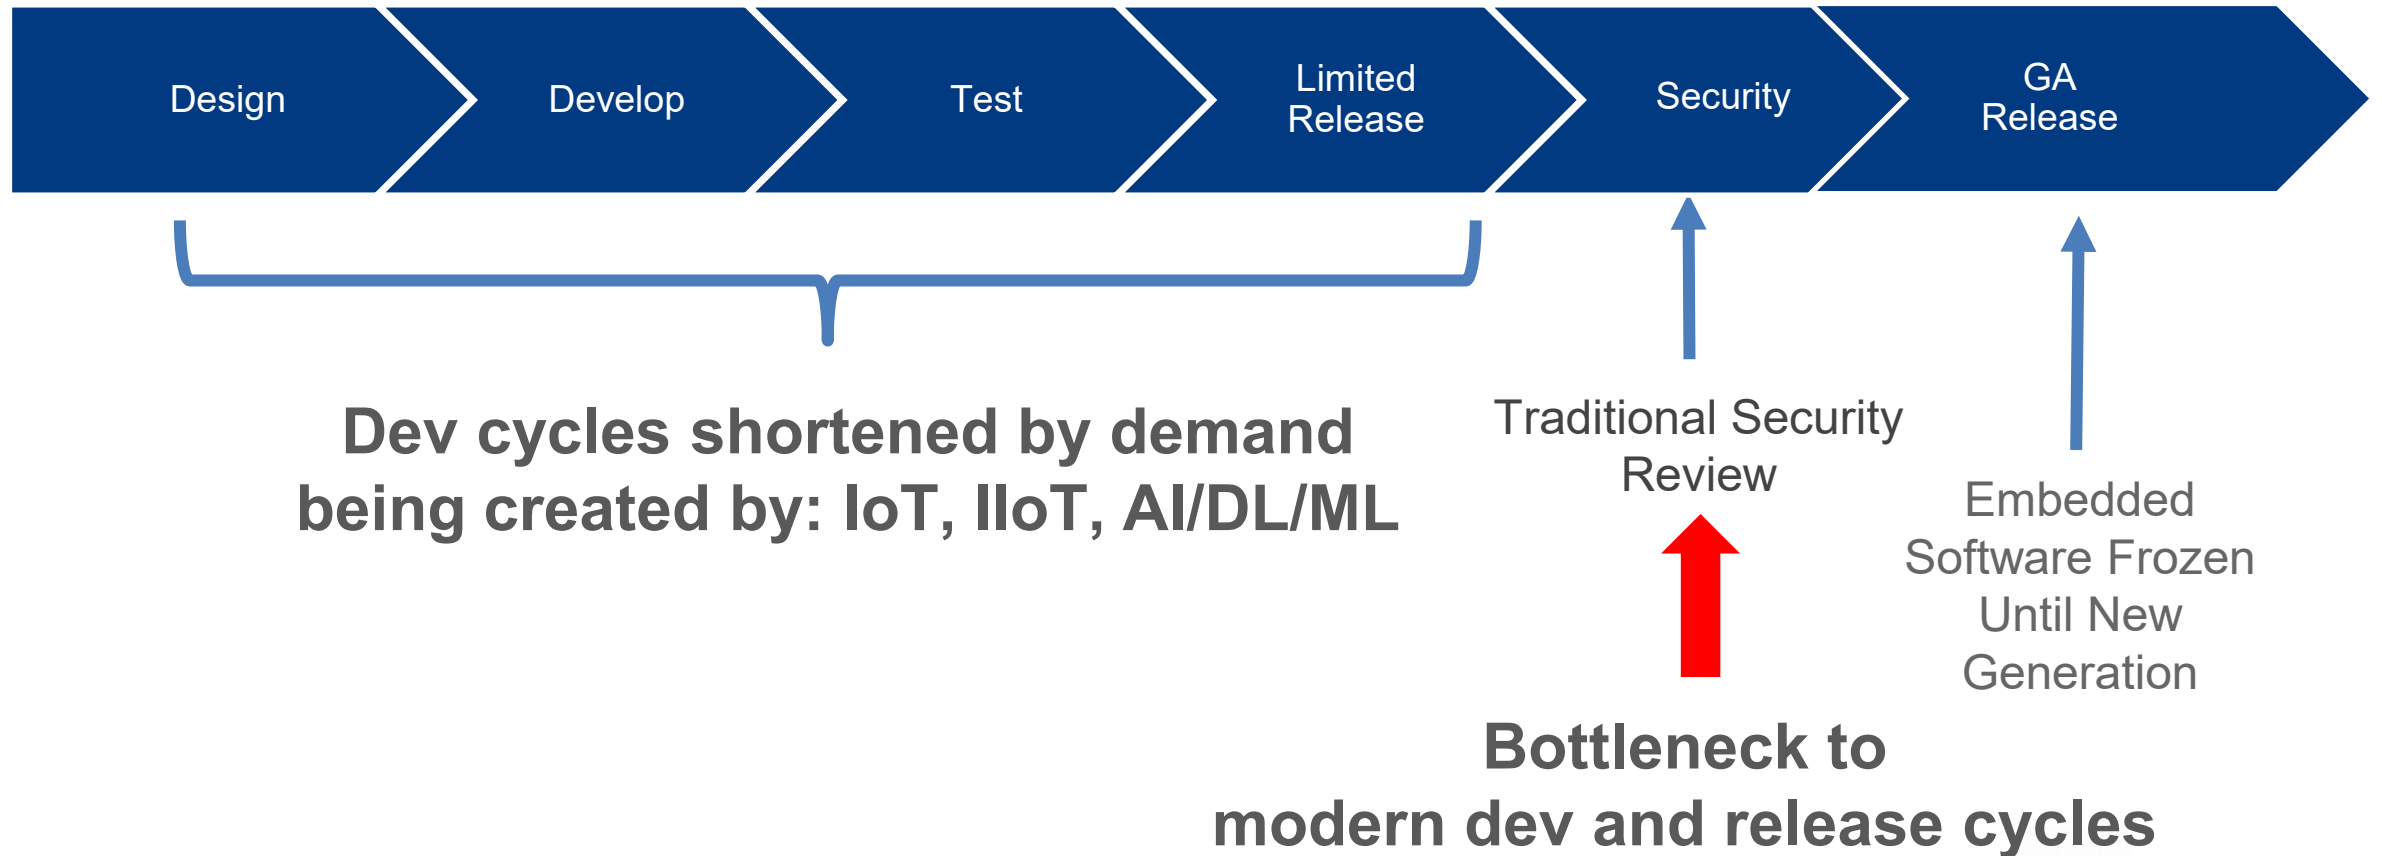 Design
Develop
Test
Limited
Release
Security
GA
Release
Dev cycles shortened by demand
being created by: IoT, IIoT, AI/DL/ML
Traditional Security
Review
Embedded
Software Frozen
Until New
Generation
Bottleneck to
modern dev and release cycles